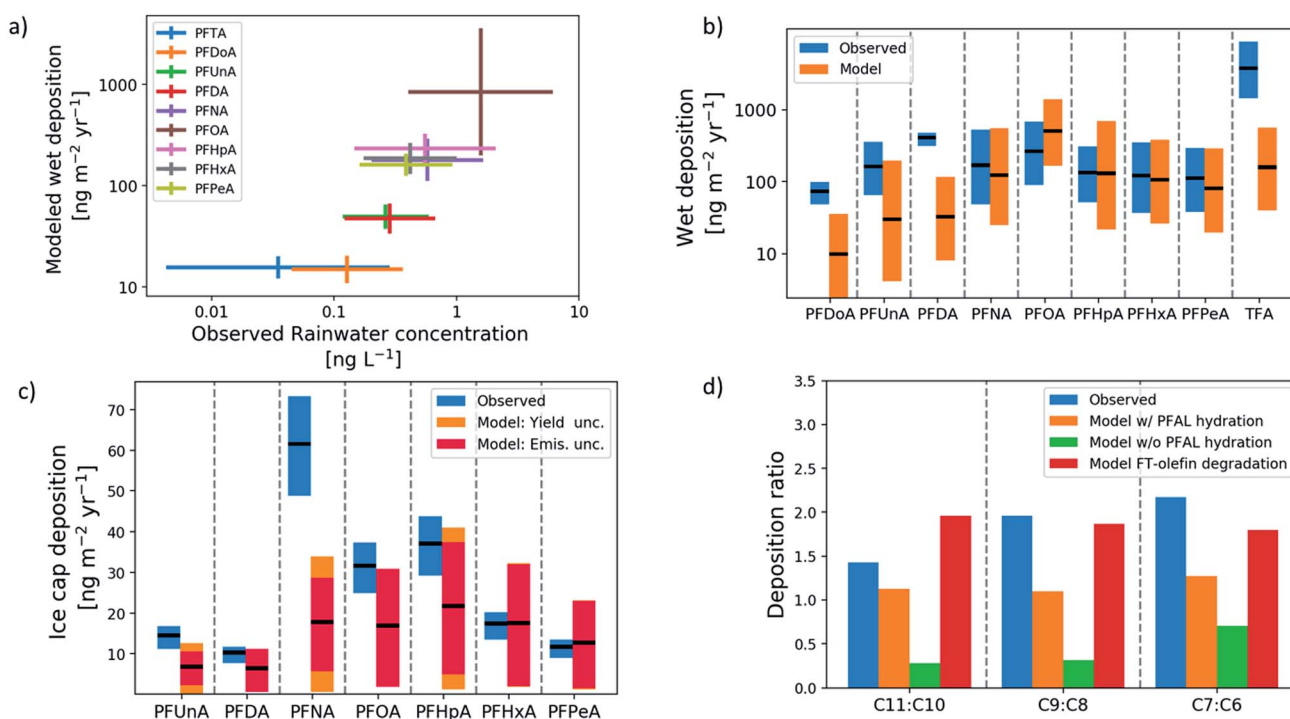 a)
Modeled wet deposition
[ng m⁻² yr⁻¹]
1000
100
10
PFTA
PFDoA
PFUnA
PFDA
PFNA
PFOA
PFHpA
PFHxA
PFPeA
0.01
0.1
1
10
Observed Rainwater concentration
[ng L⁻¹]
b)
Wet deposition
[ng m⁻² yr⁻¹]
1000
100
10
Observed
Model
PFDoA PFUnA PFDA PFNA PFOA PFHpA PFHxA PFPeA TFA
c)
Ice cap deposition
[ng m⁻² yr⁻¹]
70
60
50
40
30
20
10
Observed
Model: Yield unc.
Model: Emis. unc.
PFUnA PFDA PFNA PFOA PFHpA PFHxA PFPeA
d)
Deposition ratio
3.5
3.0
2.5
2.0
1.5
1.0
0.5
0.0
Observed
Model w/ PFAL hydration
Model w/o PFAL hydration
Model FT-olefin degradation
C11:C10 C9:C8 C7:C6